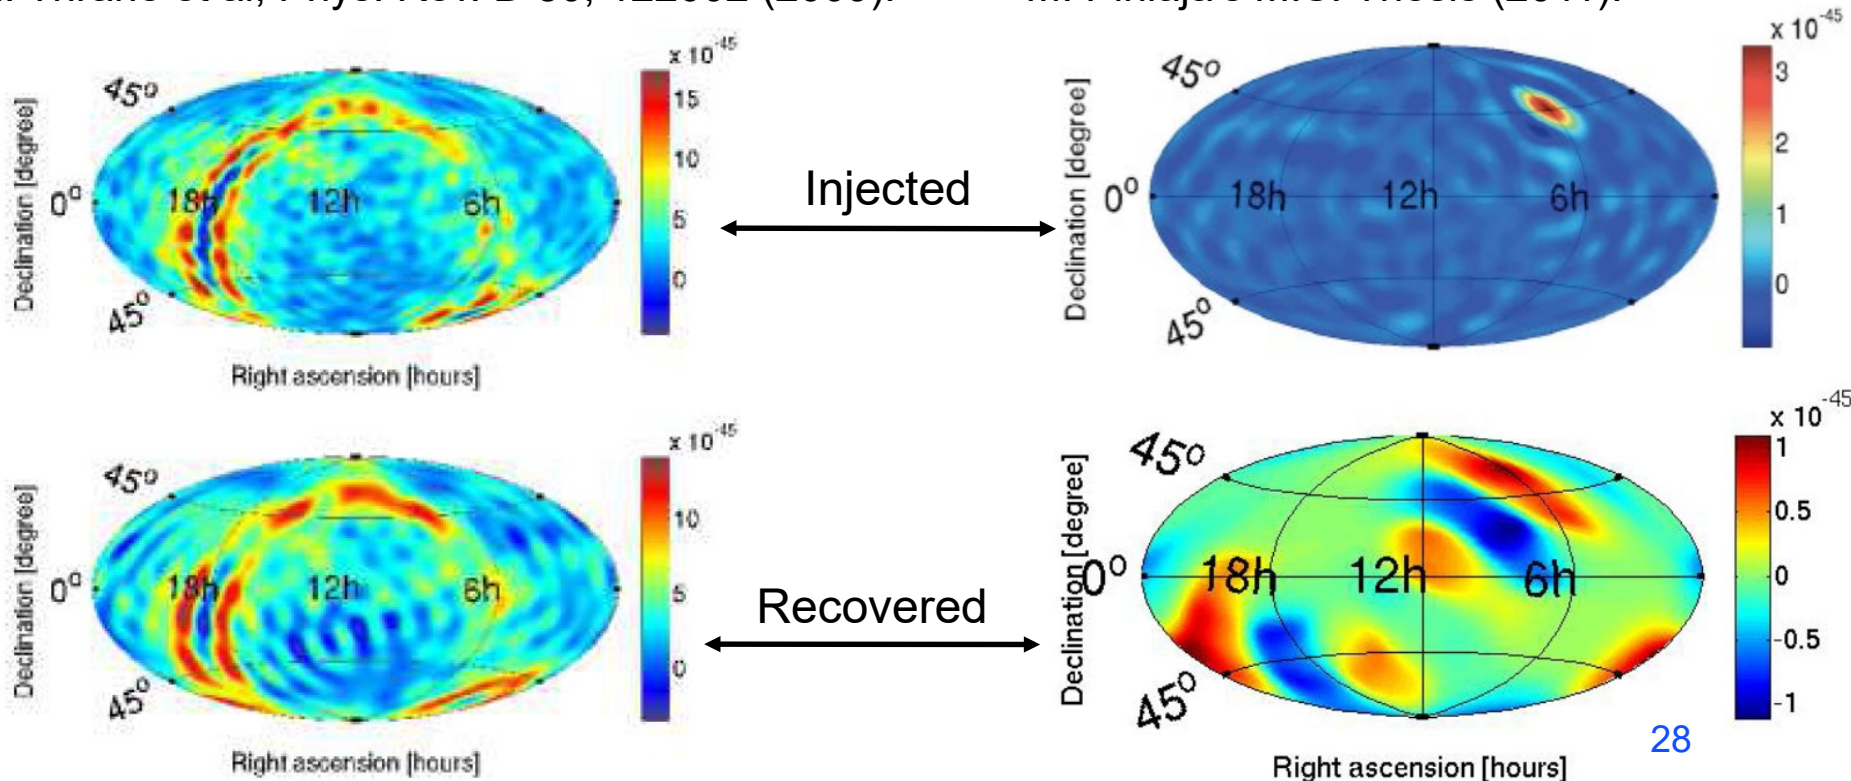 x 10^-45
45°
Declination [degree]
0°
18h 12h 6h
45°
Right ascension [hours]
15
10
5
0
Injected
x 10^-45
45°
Declination [degree]
0°
18h 12h 6h
45°
3
2
1
0
x 10^-45
45°
Declination [degree]
0°
18h 12h 6h
45°
Right ascension [hours]
10
5
0
Recovered
x 10^-45
45°
Declination [degree]
0°
18h 12h 6h
45°
Right ascension [hours]
1
0.5
0
-0.5
-1
28